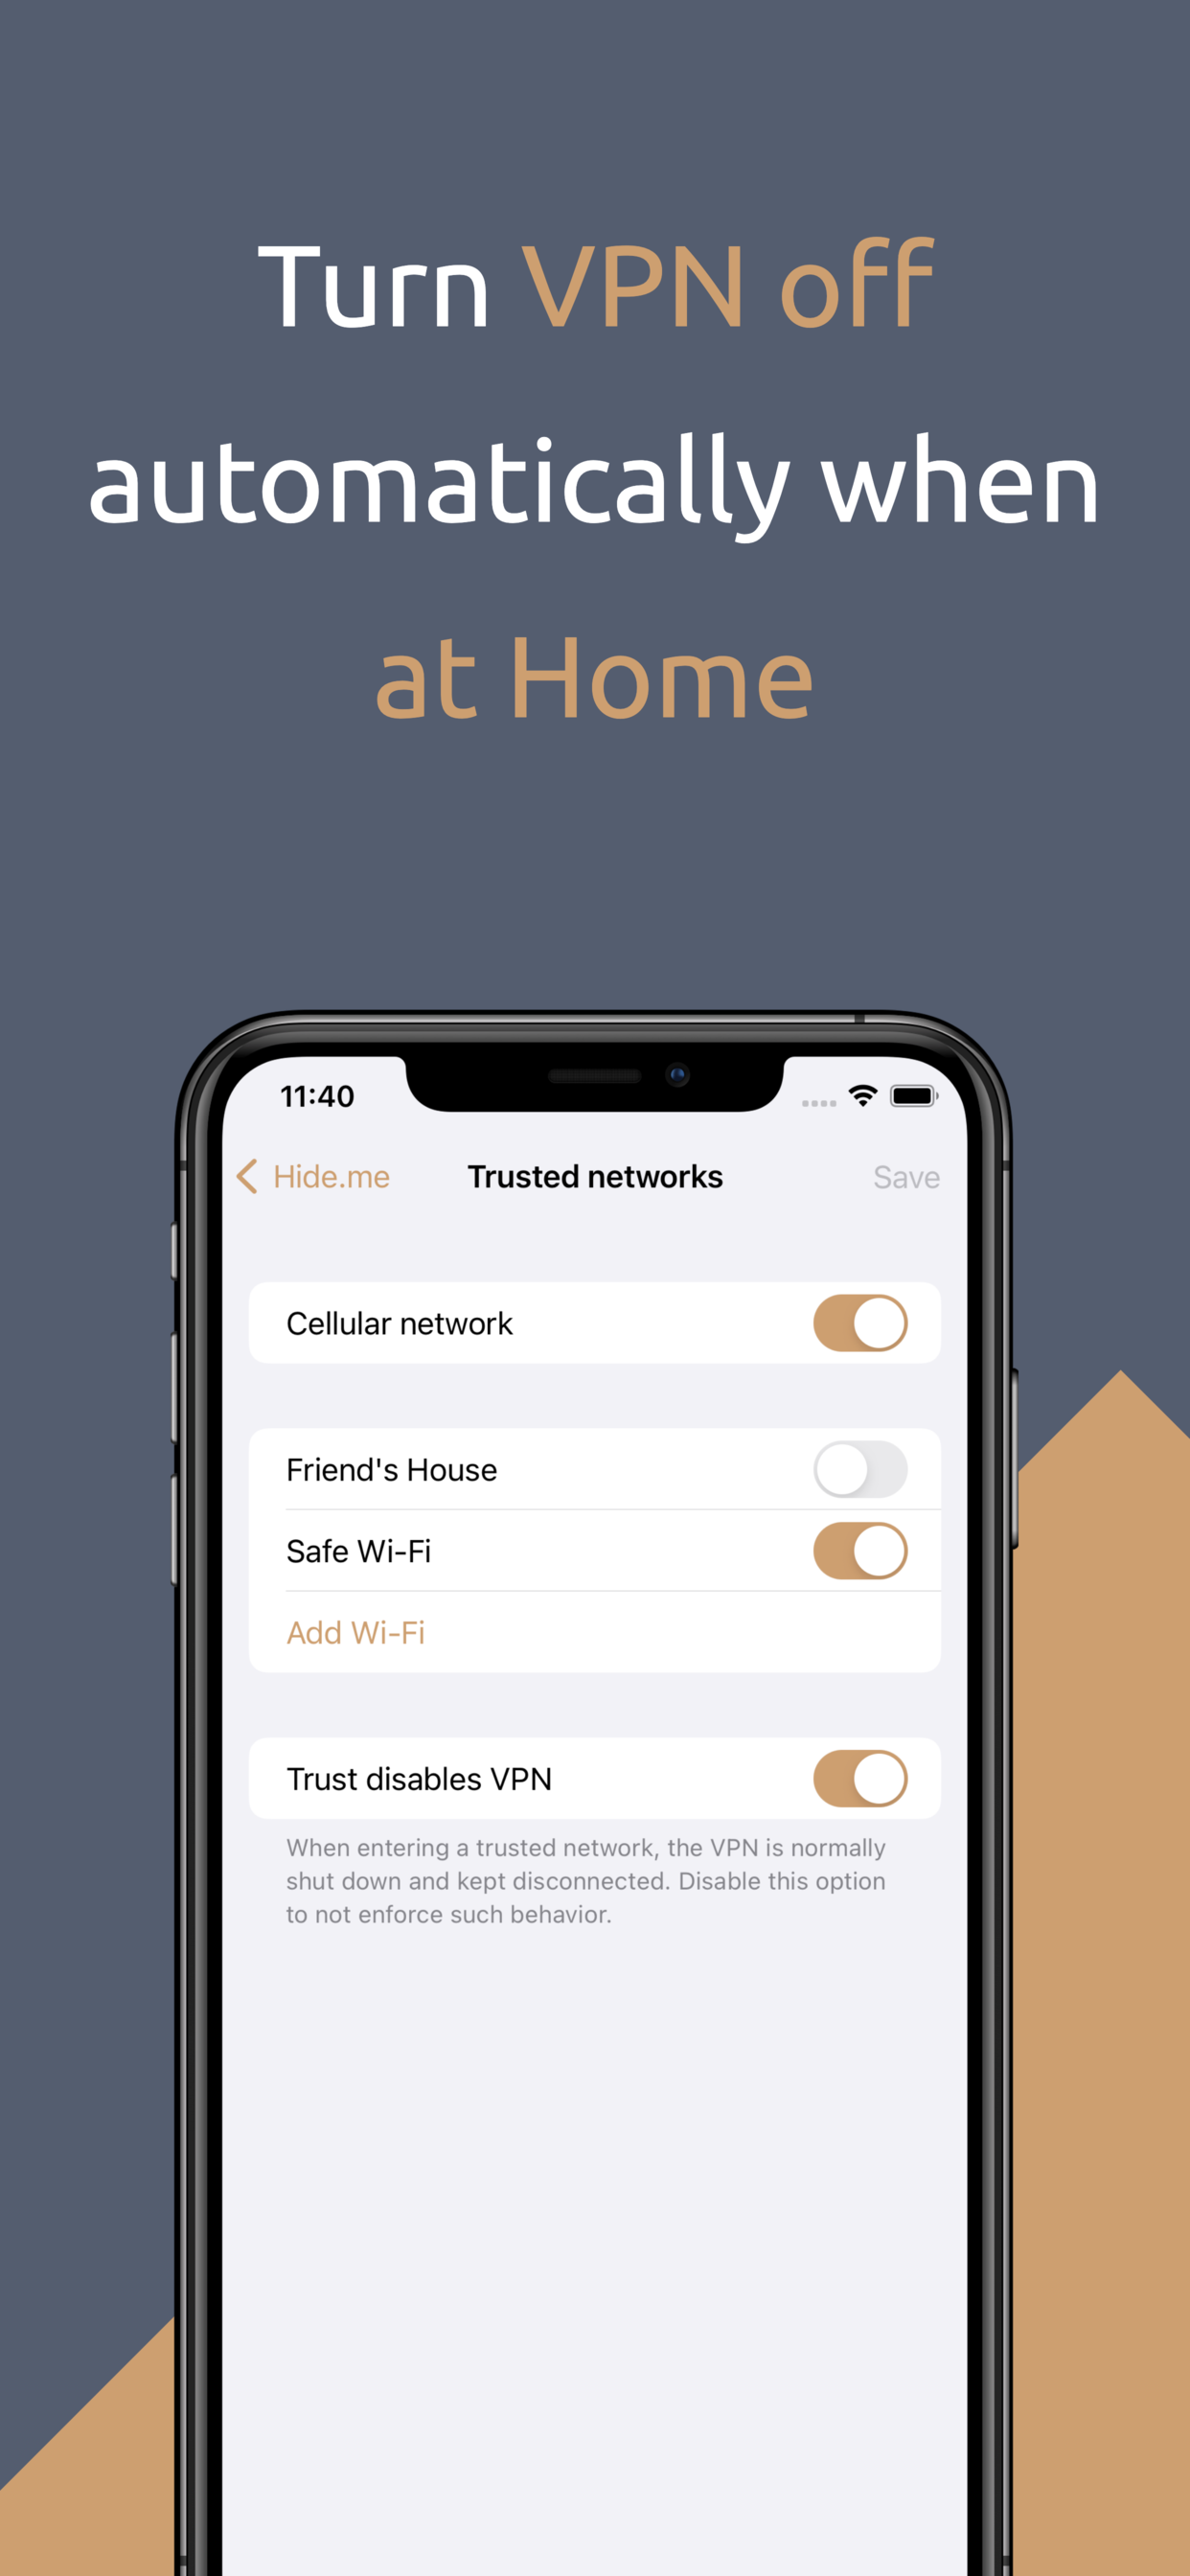 Turn VPN off
automatically when
at Home
11:40
Hide.me
Trusted networks
Save
Cellular network
Friend's House
Safe Wi-Fi
Add Wi-Fi
Trust disables VPN
When entering a trusted network, the VPN is normally
shut down and kept disconnected. Disable this option
to not enforce such behavior.